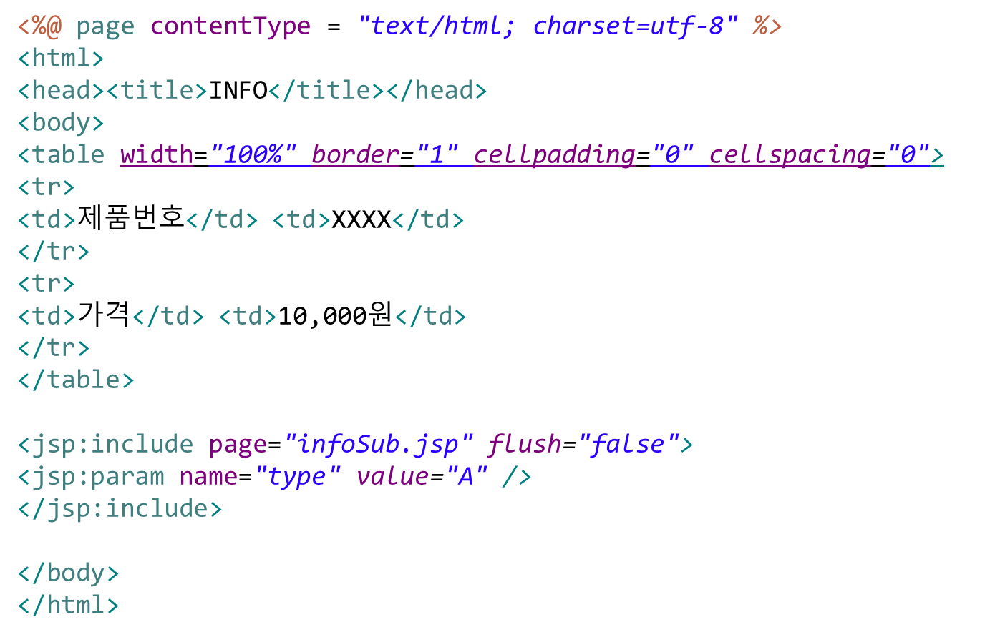 <%@ page contentType = "text/html; charset=utf-8" %>
<html>
<head><title>INFO</title></head>
<body>
<table width="100%" border="1" cellpadding="0" cellspacing="0">
<tr>
<td>제품번호</td> <td>XXXX</td>
</tr>
<tr>
<td>가격</td> <td>10,000원</td>
</tr>
</table>
<jsp:include page="infoSub.jsp" flush="false">
<jsp:param name="type" value="A" />
</jsp:include>
</body>
</html>